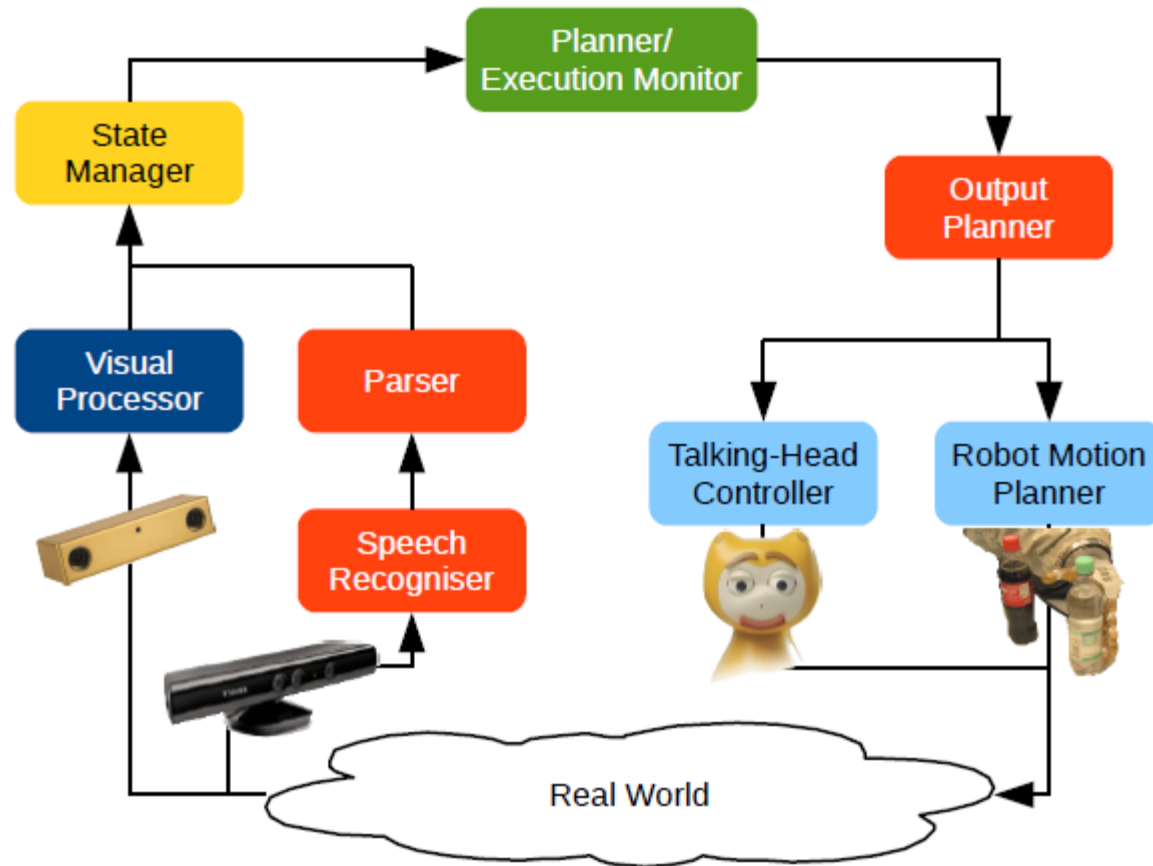 Planner/
Execution Monitor
State
Manager
Output
Planner
Visual
Processor
Parser
Talking-Head
Controller
Robot Motion
Planner
Speech
Recogniser
Real World